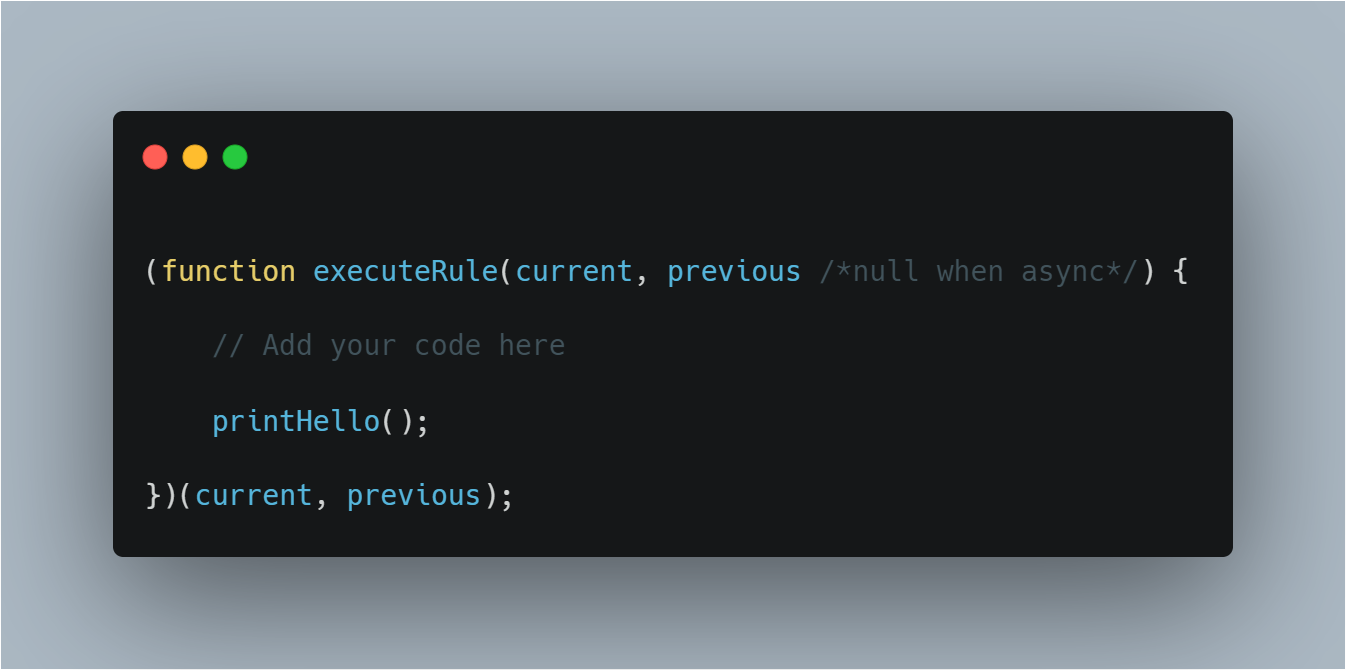 (function executeRule(current, previous /*null when async*/) {
// Add your code here
printHello();
})(current, previous);